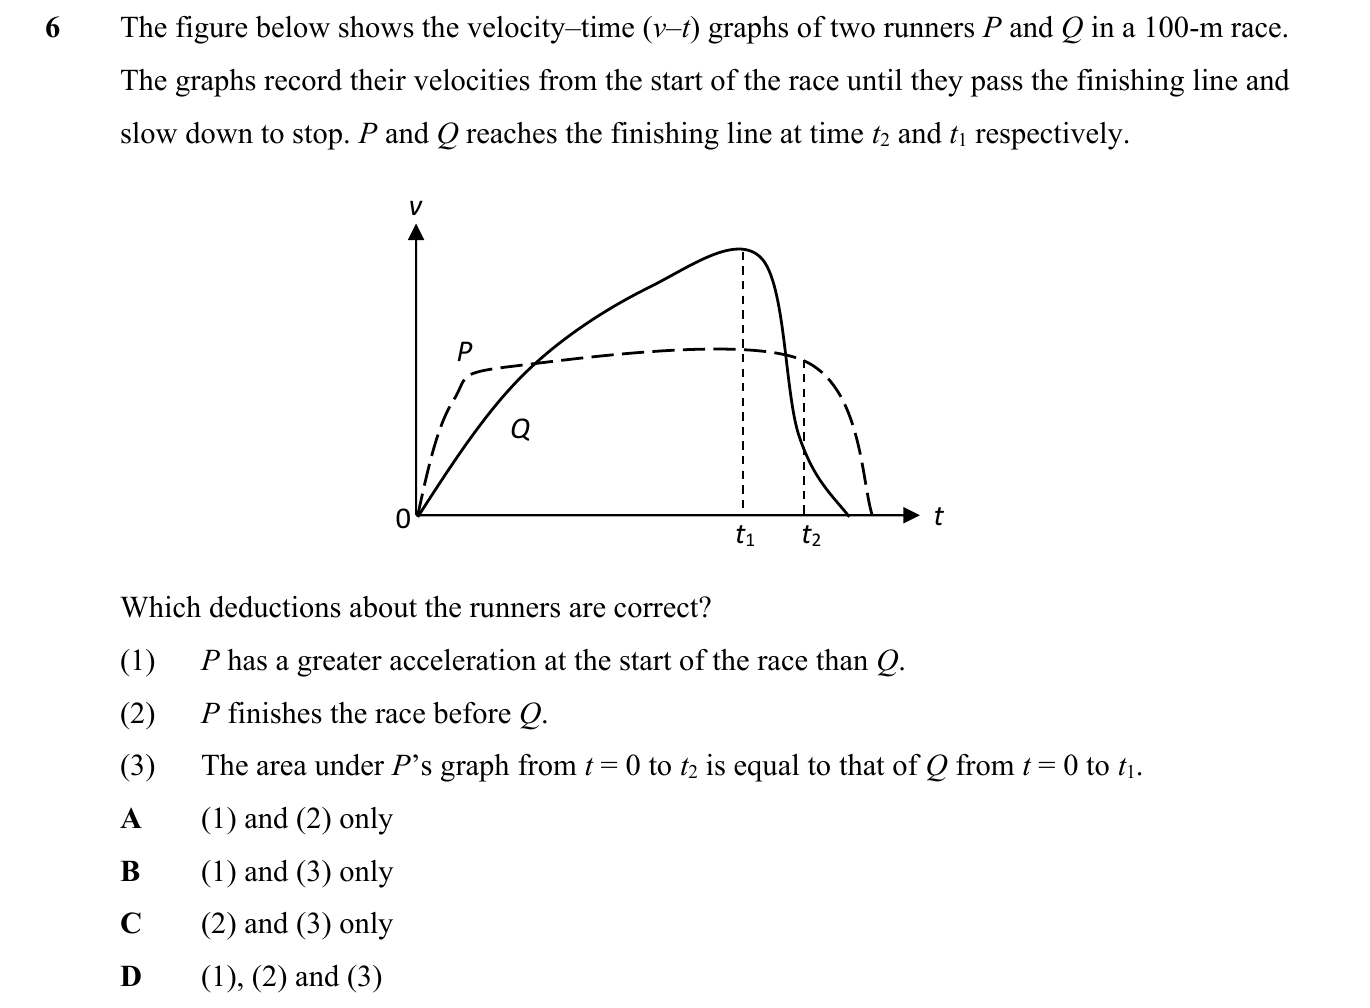 6 The figure below shows the velocity–time (v–t) graphs of two runners P and Q in a 100-m race.
The graphs record their velocities from the start of the race until they pass the finishing line and
slow down to stop. P and Q reaches the finishing line at time t₂ and t₁ respectively.
v
P
Q
0
t₁ t₂
t
Which deductions about the runners are correct?
(1) P has a greater acceleration at the start of the race than Q.
(2) P finishes the race before Q.
(3) The area under P’s graph from t = 0 to t₂ is equal to that of Q from t = 0 to t₁.
A (1) and (2) only
B (1) and (3) only
C (2) and (3) only
D (1), (2) and (3)